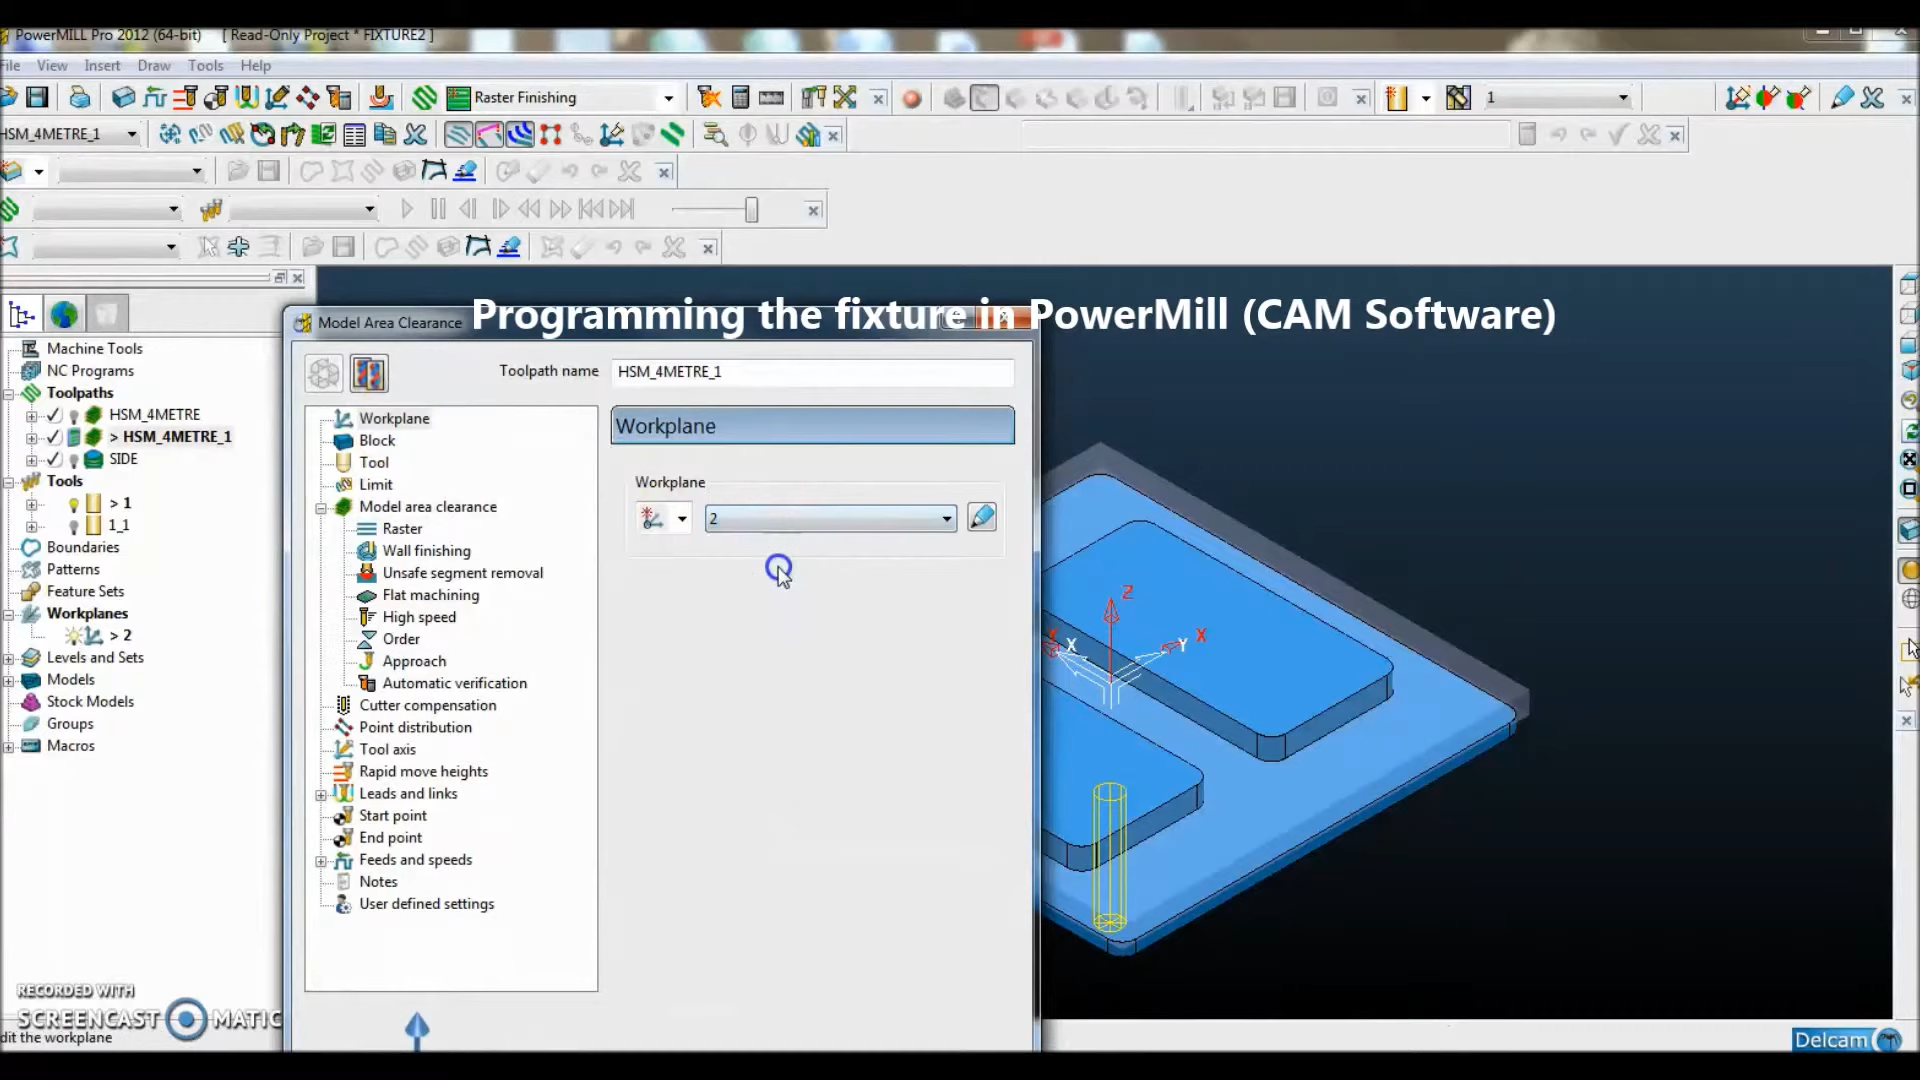 PowerMILL Pro 2012 (64-bit) [ Read-Only Project * FIXTURE2 ]
File View Insert Draw Tools Help
Raster Finishing
1
HSM_4METRE_1
Programming the fixture in PowerMill (CAM Software)
Model Area Clearance
Toolpath name HSM_4METRE_1
Machine Tools
NC Programs
Toolpaths
HSM_4METRE
> HSM_4METRE_1
SIDE
Tools
> 1
1_1
Boundaries
Patterns
Feature Sets
Workplanes
> 2
Levels and Sets
Models
Stock Models
Groups
Macros
Workplane
Block
Tool
Limit
Model area clearance
Raster
Wall finishing
Unsafe segment removal
Flat machining
High speed
Order
Approach
Automatic verification
Cutter compensation
Point distribution
Tool axis
Rapid move heights
Leads and links
Start point
End point
Feeds and speeds
Notes
User defined settings
Workplane
Workplane
2
Z
X
Y
X
RECORDED WITH
SCREENCAST MATIC
dit the workplane
Delcam